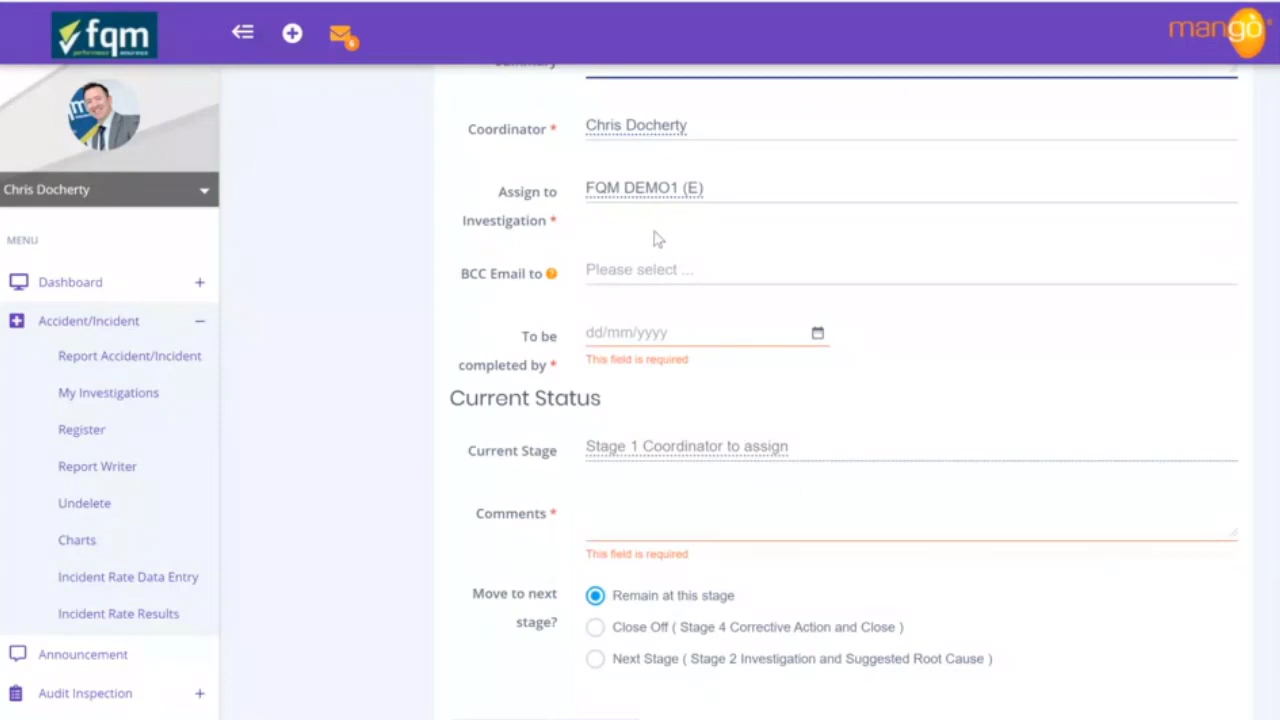 fqm
performance assurance
6
mangò
Summary
Chris Docherty
MENU
Dashboard
Accident/Incident
Report Accident/Incident
My Investigations
Register
Report Writer
Undelete
Charts
Incident Rate Data Entry
Incident Rate Results
Announcement
Audit Inspection
Coordinator *
Chris Docherty
Assign to
Investigation *
FQM DEMO1 (E)
BCC Email to ?
Please select ...
To be
completed by *
dd/mm/yyyy
This field is required
Current Status
Current Stage
Stage 1 Coordinator to assign
Comments *
This field is required
Move to next
stage?
Remain at this stage
Close Off ( Stage 4 Corrective Action and Close )
Next Stage ( Stage 2 Investigation and Suggested Root Cause )